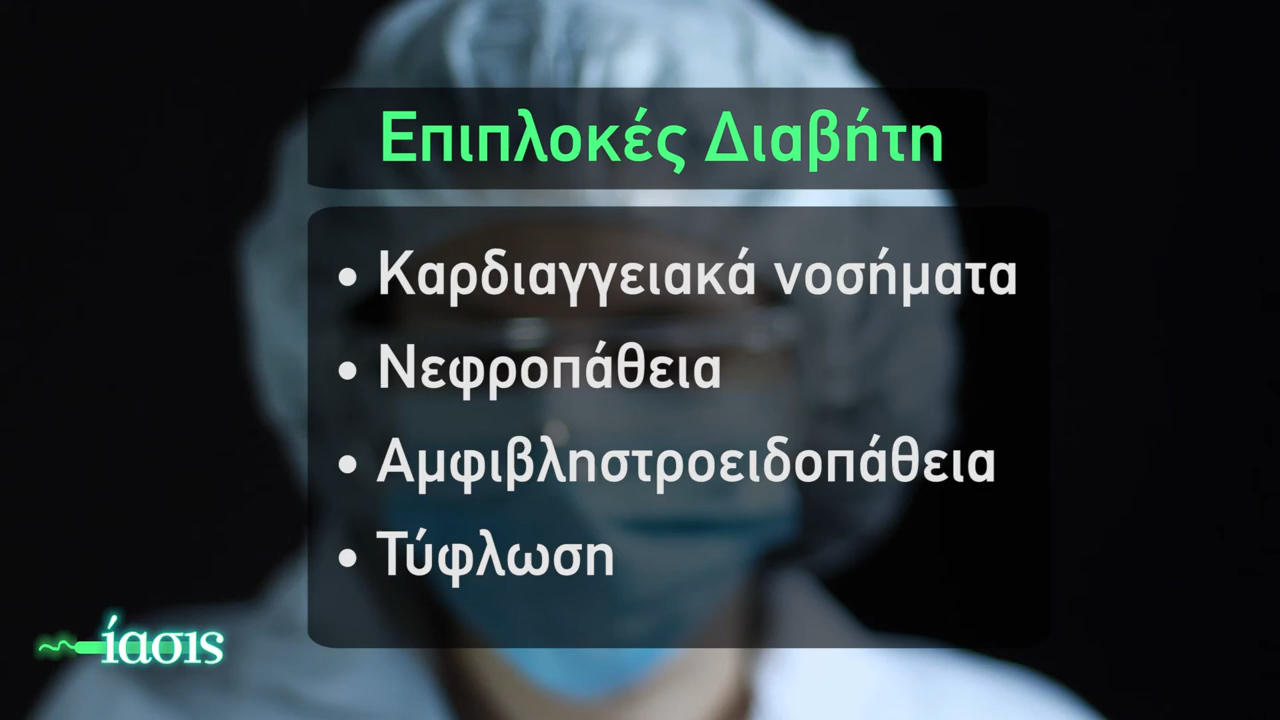 Επιπλοκές Διαβήτη
• Καρδιαγγειακά νοσήματα
• Νεφροπάθεια
• Αμφιβληστροειδοπάθεια
• Τύφλωση
ίασις